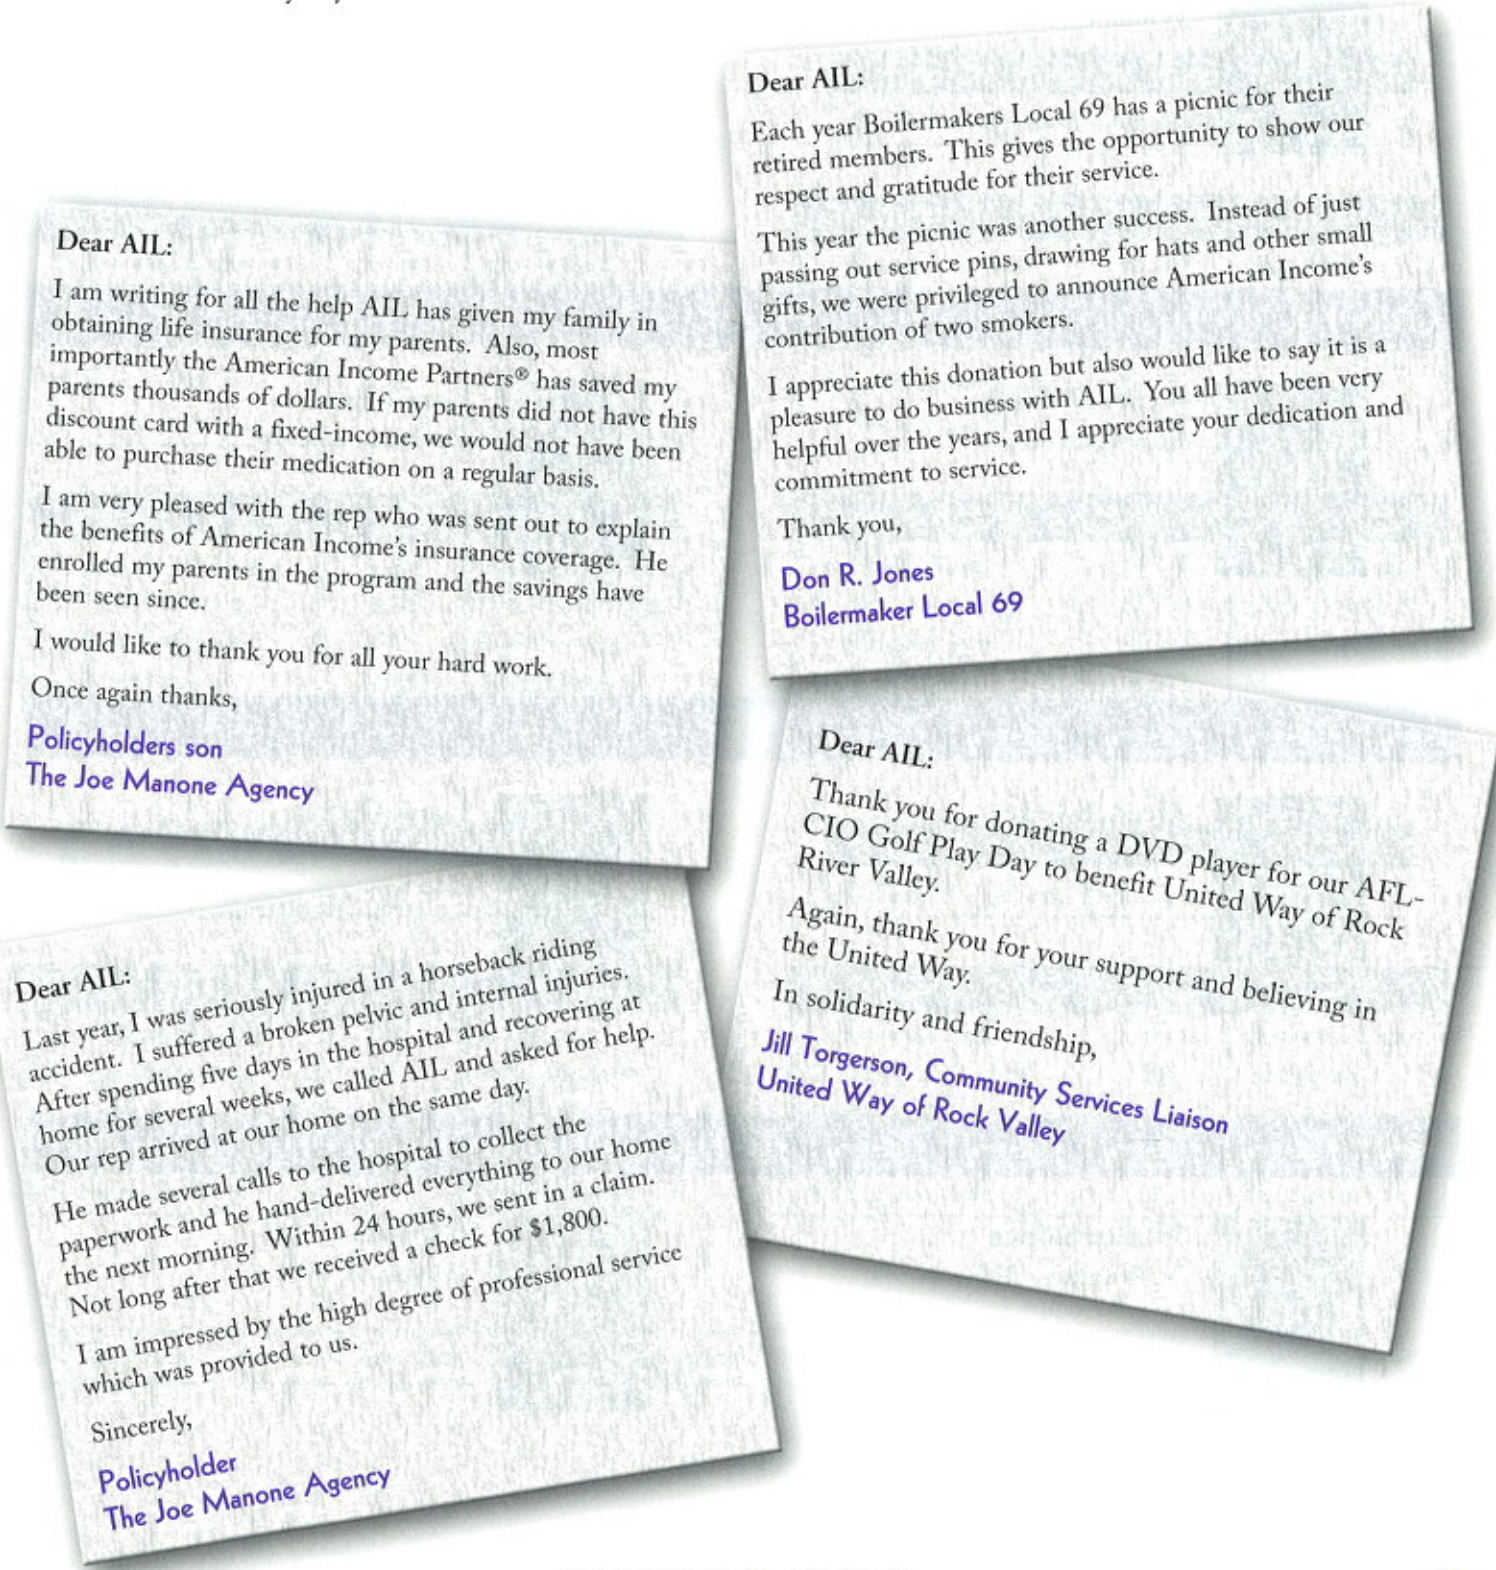 Dear AIL:
I am writing for all the help AIL has given my family in
obtaining life insurance for my parents. Also, most
importantly the American Income Partners® has saved my
parents thousands of dollars. If my parents did not have this
discount card with a fixed-income, we would not have been
able to purchase their medication on a regular basis.
I am very pleased with the rep who was sent out to explain
the benefits of American Income's insurance coverage. He
enrolled my parents in the program and the savings have
been seen since.
I would like to thank you for all your hard work.
Once again thanks,
Policyholders son
The Joe Manone Agency
Dear AIL:
Each year Boilermakers Local 69 has a picnic for their
retired members. This gives the opportunity to show our
respect and gratitude for their service.
This year the picnic was another success. Instead of just
passing out service pins, drawing for hats and other small
gifts, we were privileged to announce American Income's
contribution of two smokers.
I appreciate this donation but also would like to say it is a
pleasure to do business with AIL. You all have been very
helpful over the years, and I appreciate your dedication and
commitment to service.
Thank you,
Don R. Jones
Boilermaker Local 69
Dear AIL:
Last year, I was seriously injured in a horseback riding
accident. I suffered a broken pelvic and internal injuries.
After spending five days in the hospital and recovering at
home for several weeks, we called AIL and asked for help.
Our rep arrived at our home on the same day.
He made several calls to the hospital to collect the
paperwork and he hand-delivered everything to our home
the next morning. Within 24 hours, we sent in a claim.
Not long after that we received a check for $1,800.
I am impressed by the high degree of professional service
which was provided to us.
Sincerely,
Policyholder
The Joe Manone Agency
Dear AIL:
Thank you for donating a DVD player for our AFL-
CIO Golf Play Day to benefit United Way of Rock
River Valley.
Again, thank you for your support and believing in
the United Way.
In solidarity and friendship,
Jill Torgerson, Community Services Liaison
United Way of Rock Valley